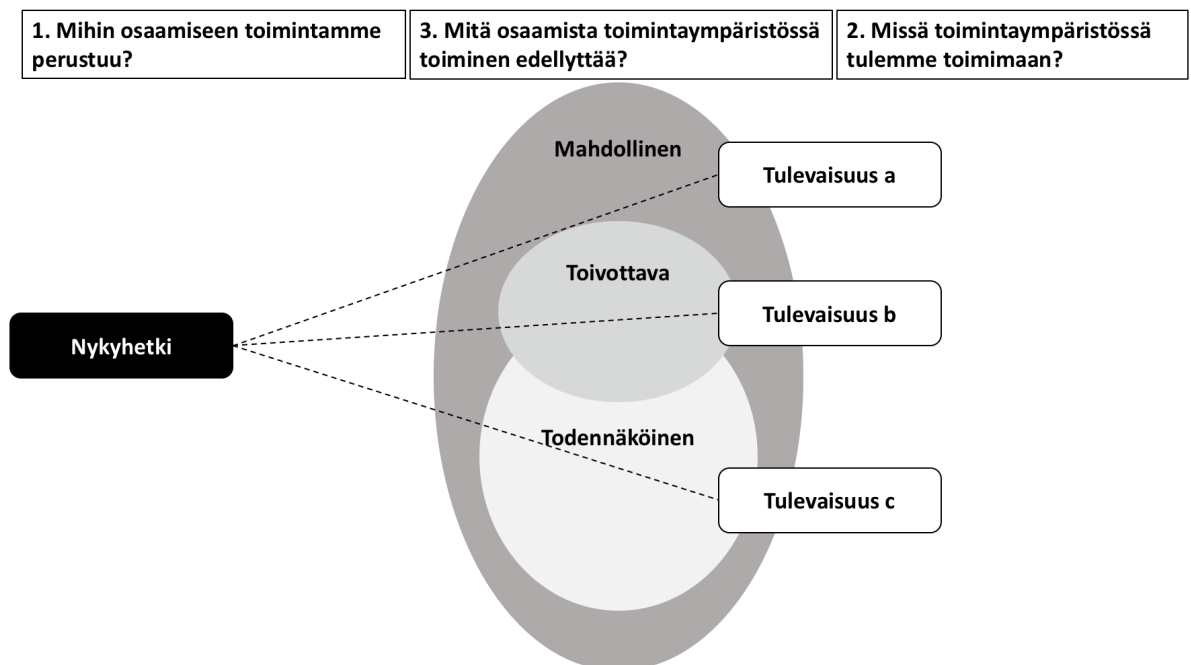 1. Mihin osaamiseen toimintamme
perustuu?
3. Mitä osaamista toimintaympäristössä
toiminen edellyttää?
2. Missä toimintaympäristössä
tulemme toimimaan?
Mahdollinen
Tulevaisuus a
Toivottava
Tulevaisuus b
Nykyhetki
Todennäköinen
Tulevaisuus c